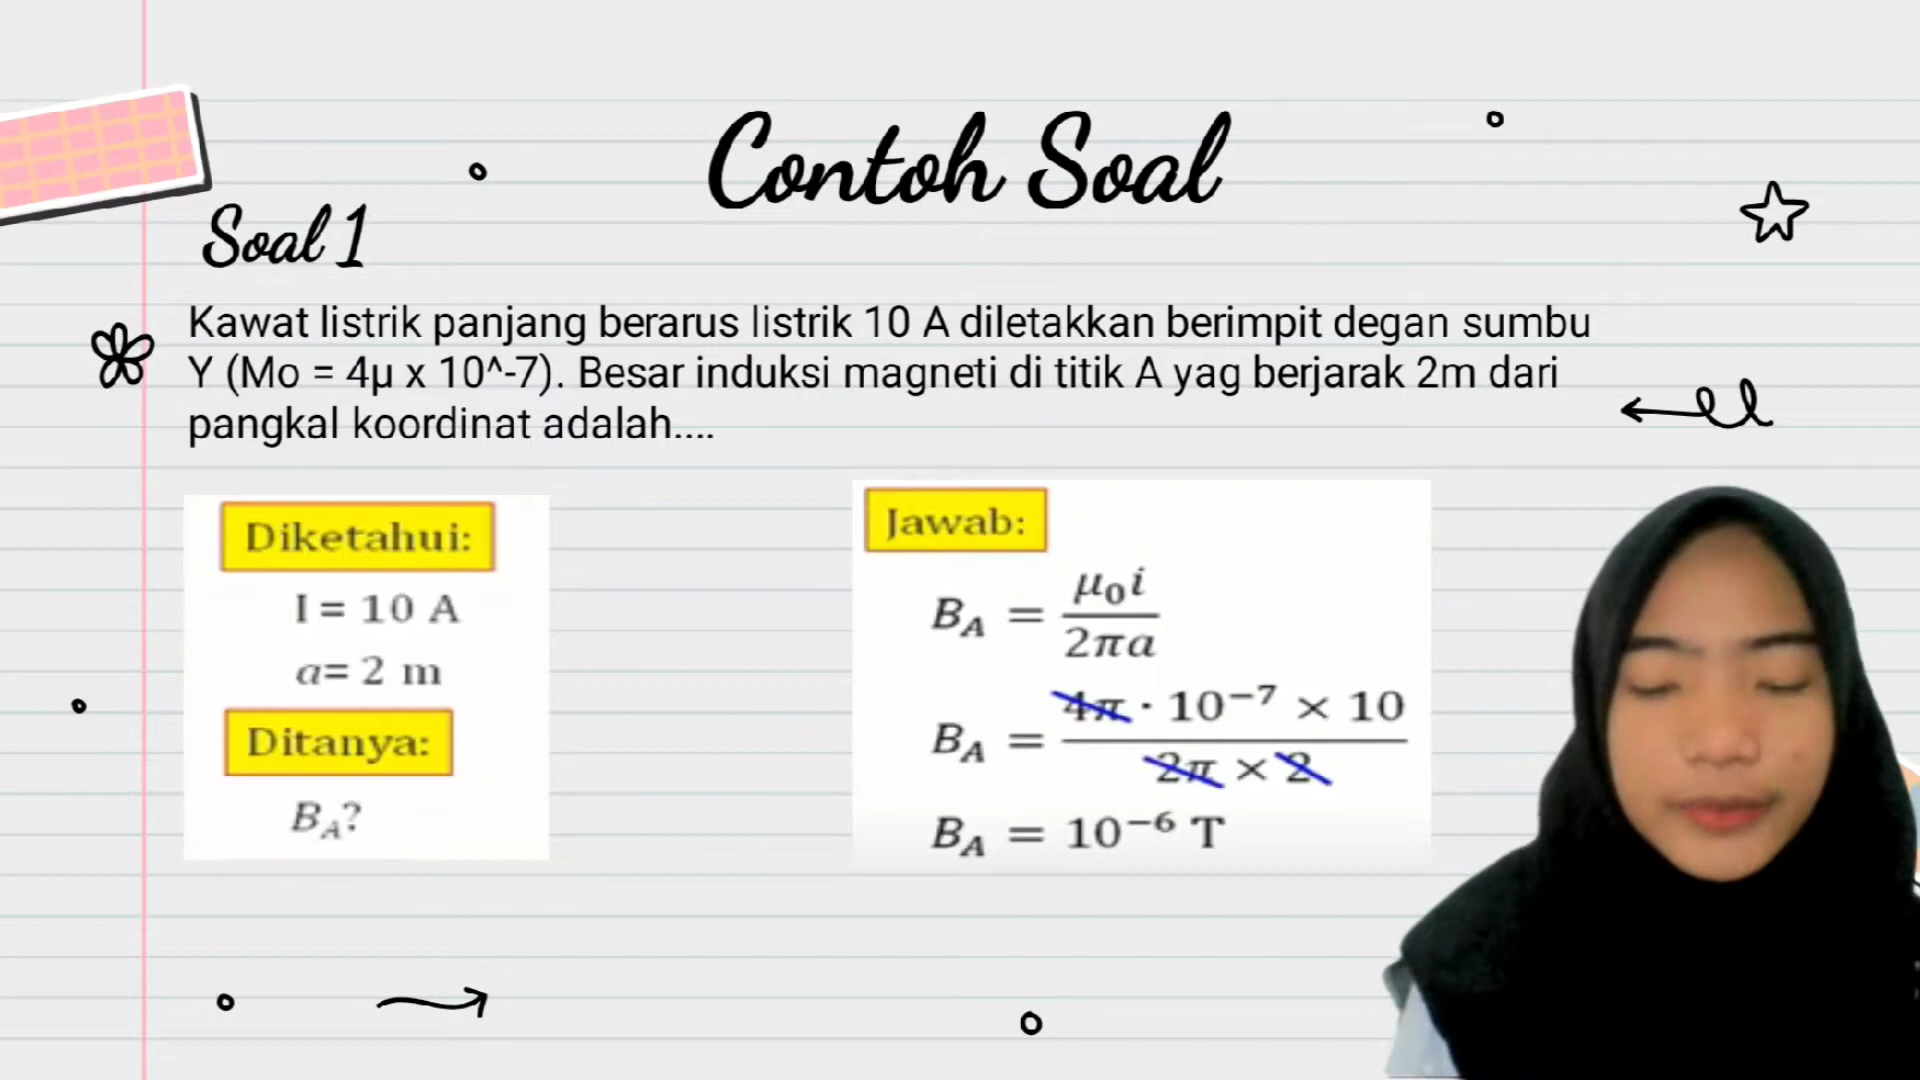 Contoh Soal
Soal 1
Kawat listrik panjang berarus listrik 10 A diletakkan berimpit degan sumbu
Y (Mo = 4µ x 10^-7). Besar induksi magneti di titik A yag berjarak 2m dari
pangkal koordinat adalah....
Diketahui:
I = 10 A
a= 2 m
Ditanya:
B_A?
Jawab:
B_A = μ₀i / 2πa
B_A = 4π · 10⁻⁷ × 10 / 2π × 2
B_A = 10⁻⁶ T